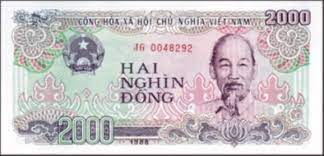 CỘNG HÒA XÃ HỘI CHỦ NGHĨA VIỆT NAM 2000
JG 0048292
HAI
NGHÌN
ĐỒNG
2000
1988